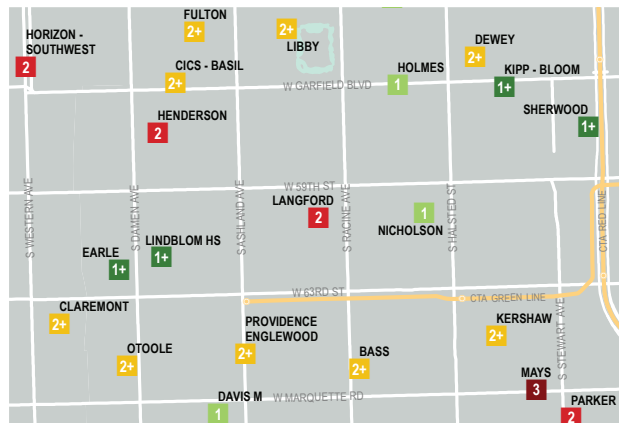 FULTON
2+
2+
LIBBY
DEWEY
2+
HORIZON -
SOUTHWEST
2
CICS - BASIL
2+
W GARFIELD BLVD
HOLMES
1
KIPP - BLOOM
1+
SHERWOOD
1+
HENDERSON
2
S WESTERN AVE
S DAMEN AVE
S ASHLAND AVE
W 59TH ST
LANGFORD
2
S RACINE AVE
1
NICHOLSON
S HALSTED ST
CTA RED LINE
EARLE
1+
LINDBLOM HS
1+
W 63RD ST
CTA GREEN LINE
CLAREMONT
2+
OTOOLE
2+
PROVIDENCE
ENGLEWOOD
2+
BASS
2+
KERSHAW
2+
S STEWART AVE
MAYS
3
DAVIS M
1
W MARQUETTE RD
PARKER
2